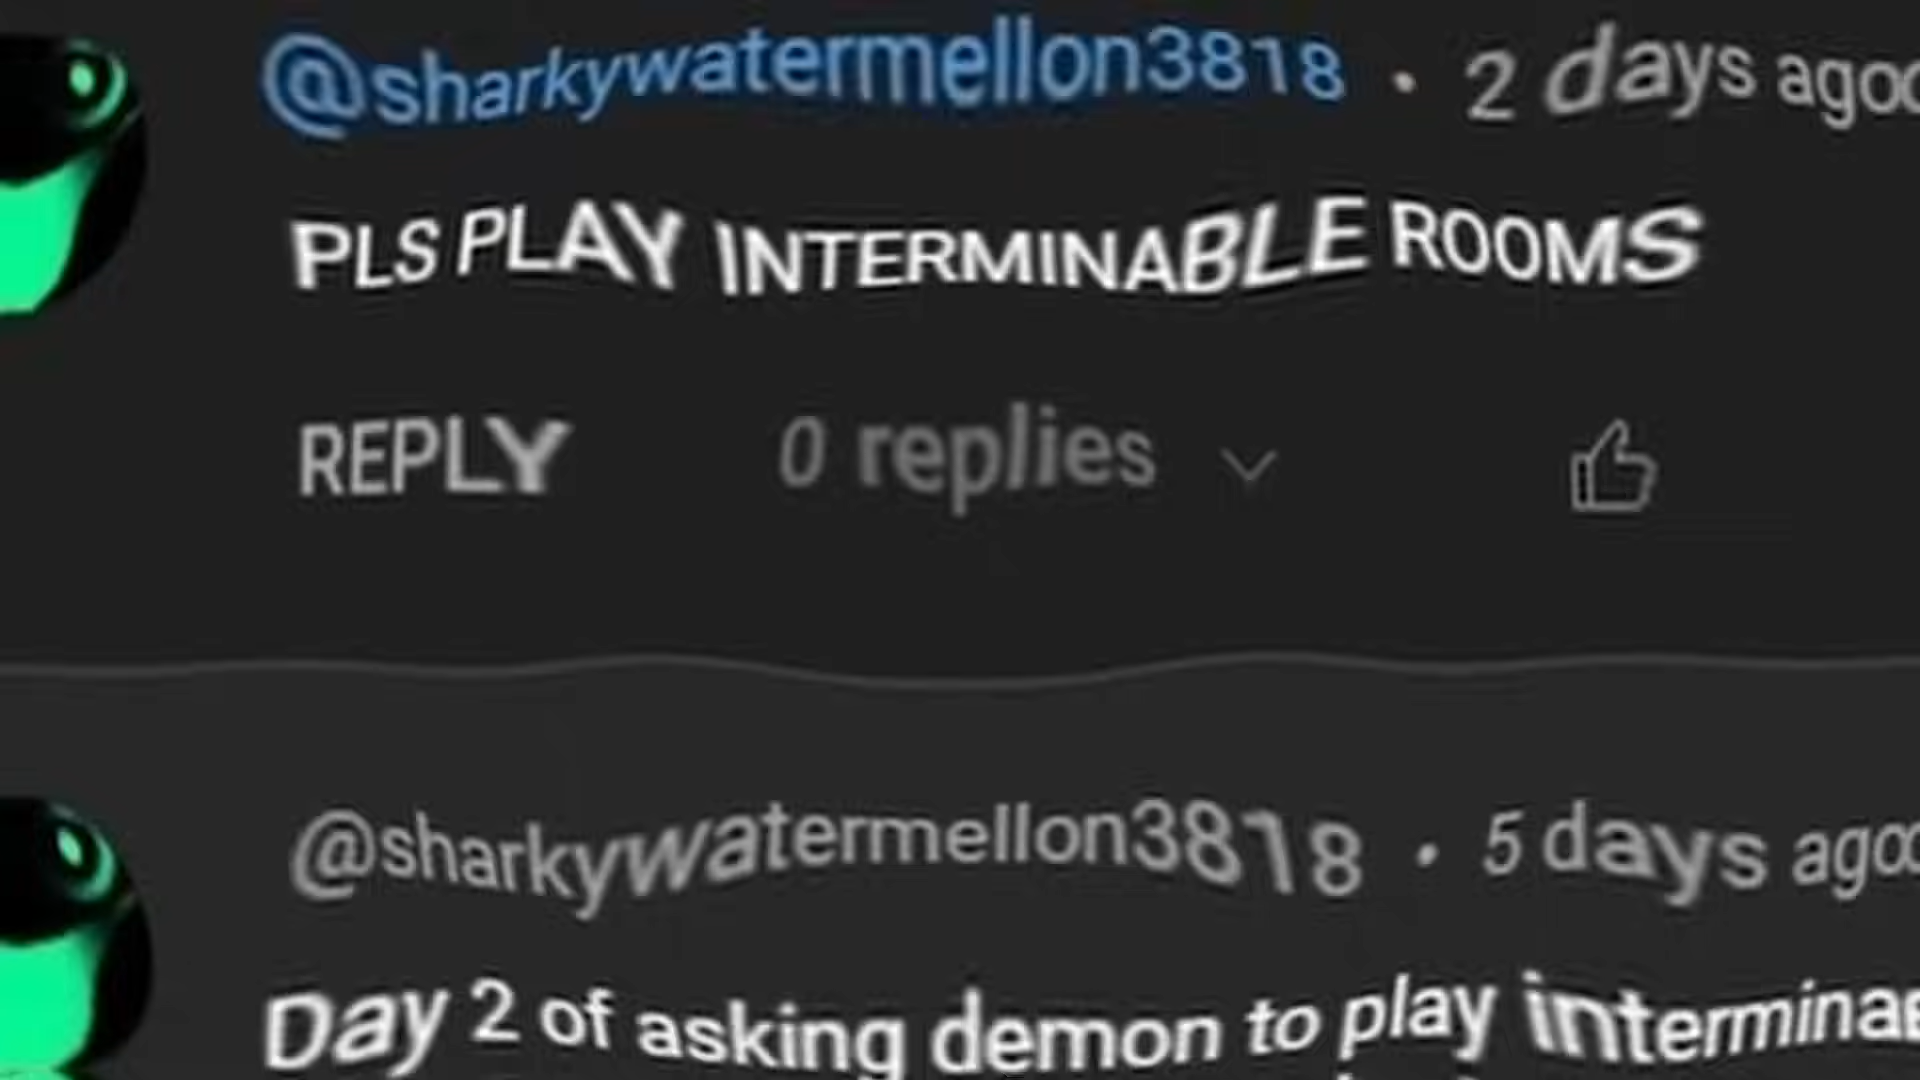 @sharkywatermellon3818 · 2 days ago
PLS PLAY INTERMINABLE ROOMS
REPLY 0 replies
@sharkywatermellon3818 · 5 days ago
Day 2 of asking demon to play